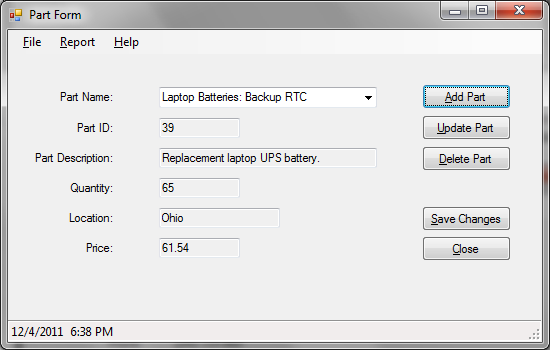 Part Form
File Report Help
Part Name: Laptop Batteries: Backup RTC Add Part
Part ID: 39 Update Part
Part Description: Replacement laptop UPS battery. Delete Part
Quantity: 65
Location: Ohio Save Changes
Price: 61.54 Close
12/4/2011 6:38 PM